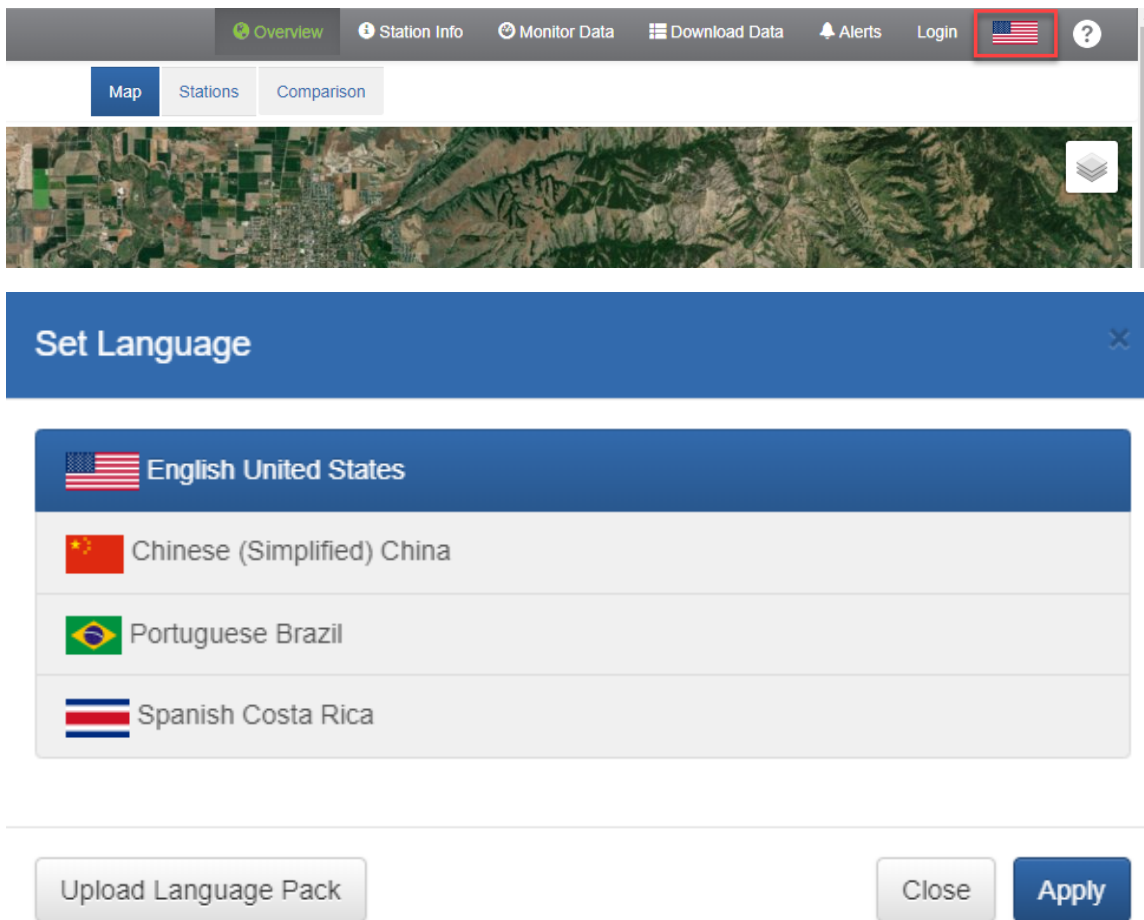 Overview Station Info Monitor Data Download Data Alerts Login ?
Map Stations Comparison
Set Language ×
English United States
Chinese (Simplified) China
Portuguese Brazil
Spanish Costa Rica
Upload Language Pack Close Apply